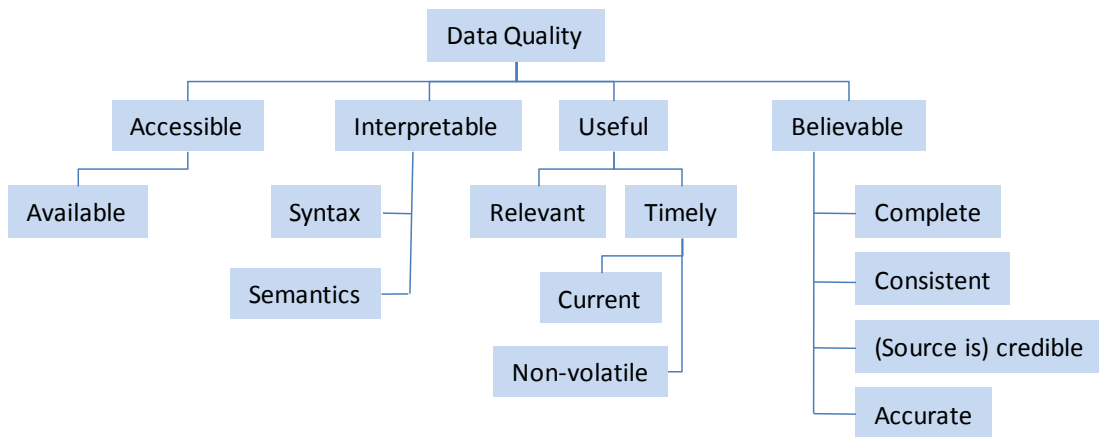 Data Quality
Accessible
Interpretable
Useful
Believable
Available
Syntax
Relevant
Timely
Complete
Semantics
Current
Consistent
Non-volatile
(Source is) credible
Accurate